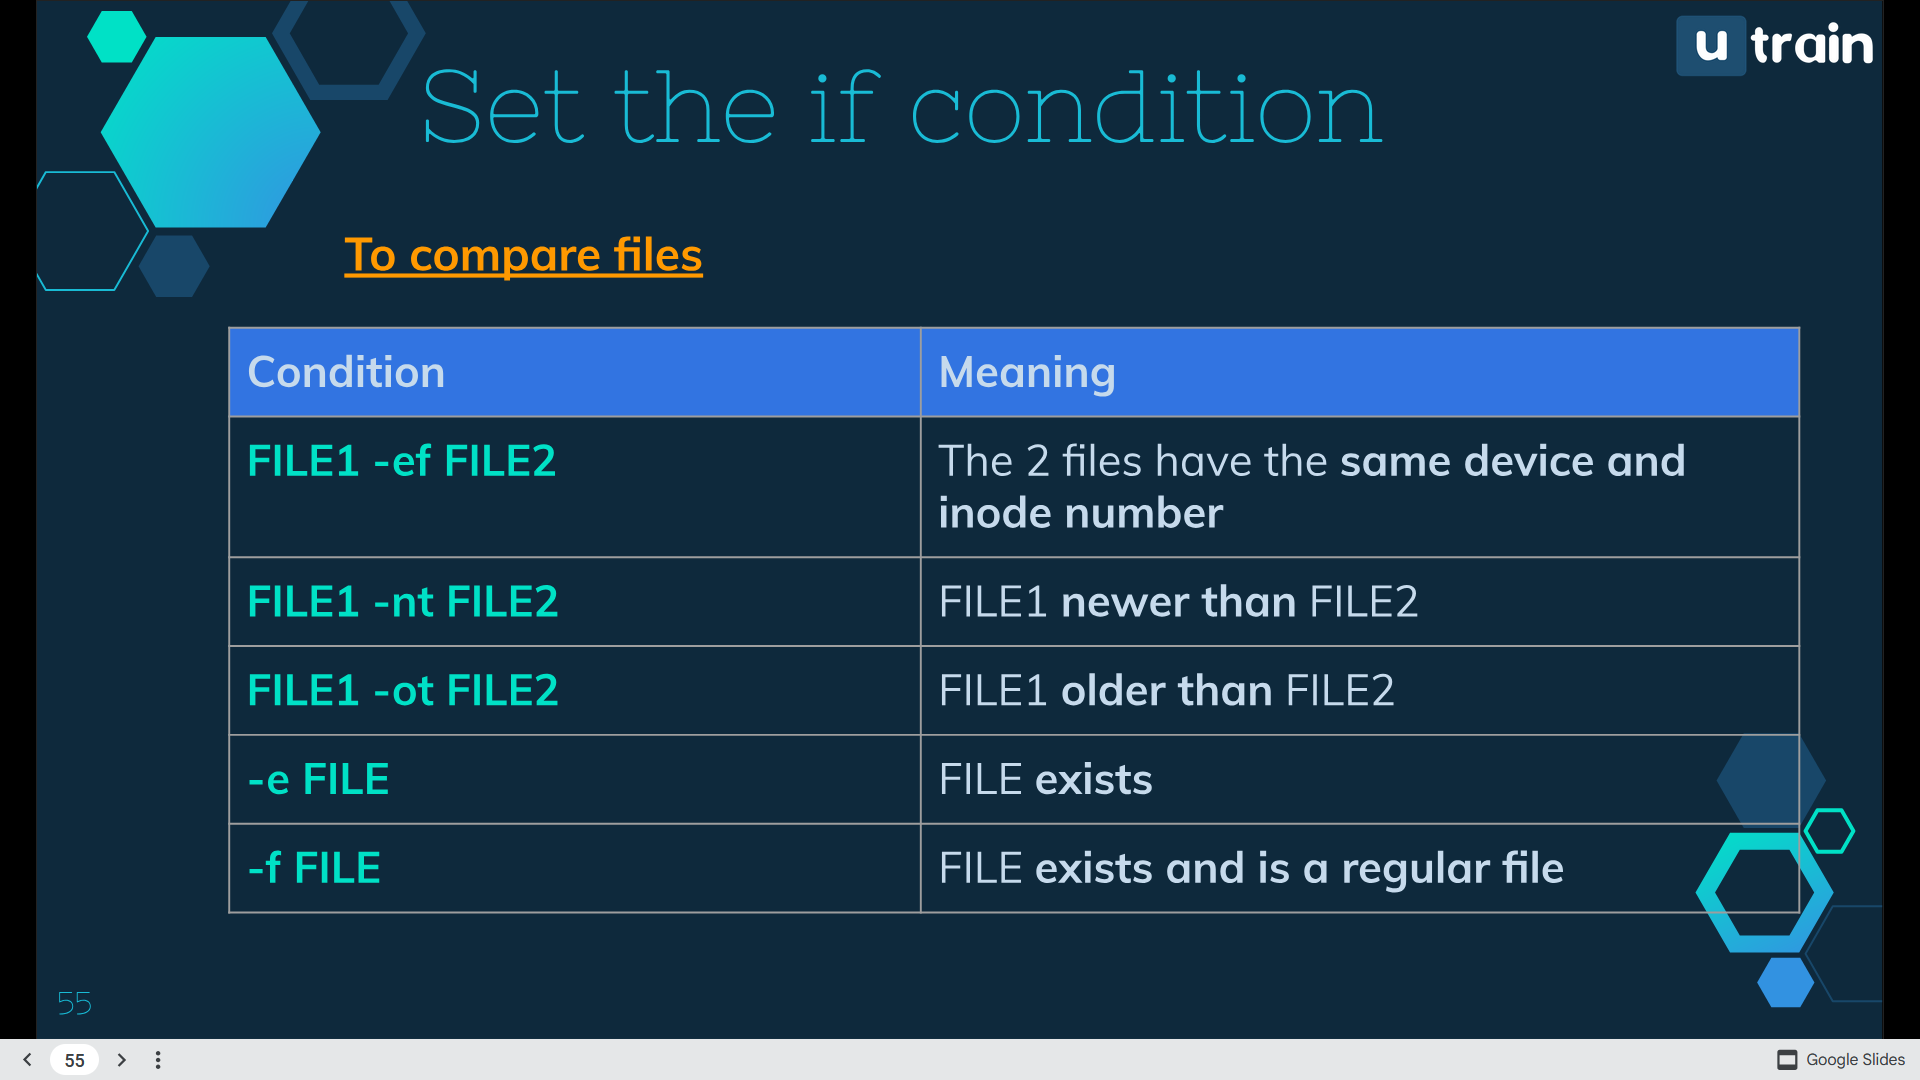 u train
Set the if condition
To compare files
Condition
Meaning
FILE1 -ef FILE2
The 2 files have the same device and
inode number
FILE1 -nt FILE2
FILE1 newer than FILE2
FILE1 -ot FILE2
FILE1 older than FILE2
-e FILE
FILE exists
-f FILE
FILE exists and is a regular file
55
55
Google Slides